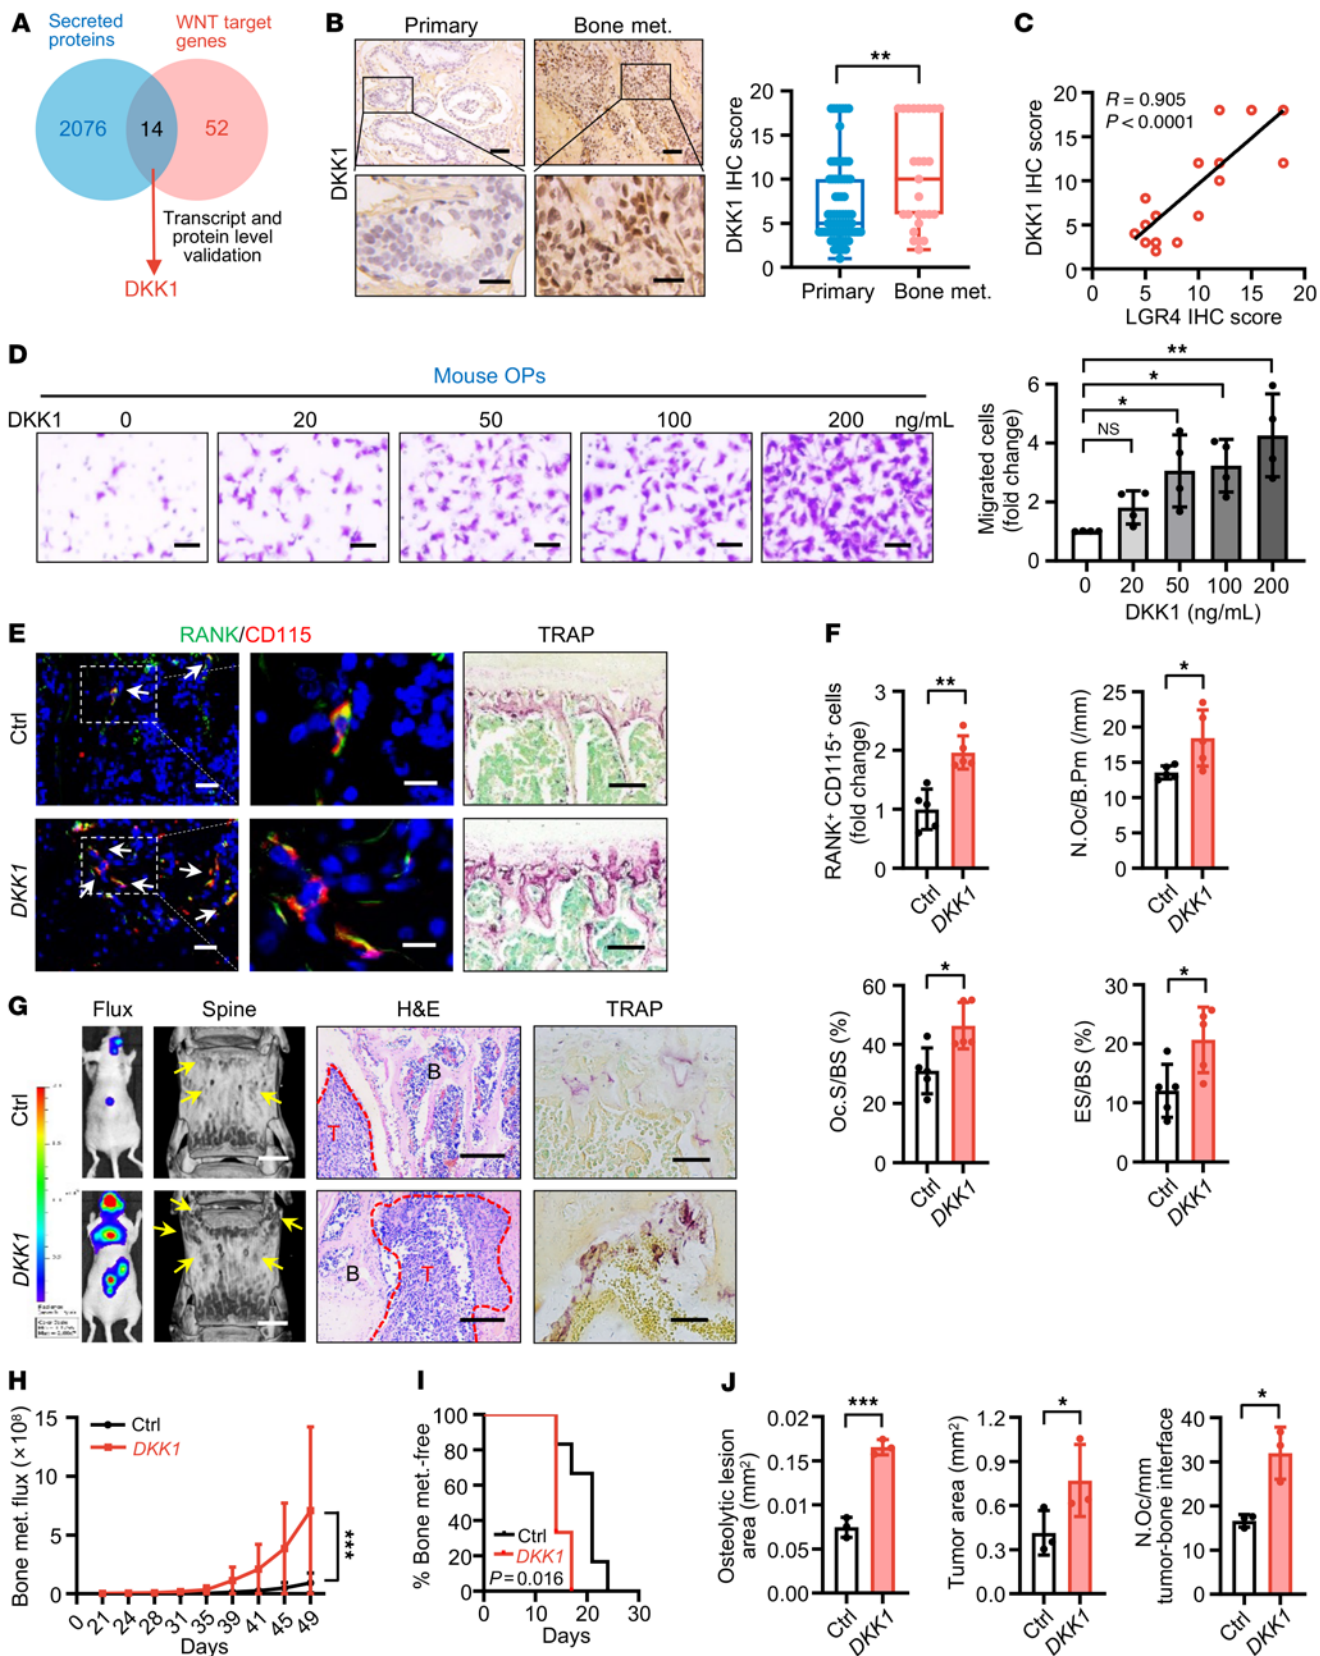 A
Secreted
proteins
WNT target
genes
2076
14
52
Transcript and
protein level
validation
DKK1
B
Primary
Bone met.
DKK1
**
DKK1 IHC score
20
15
10
5
0
Primary
Bone met.
C
R = 0.905
P < 0.0001
DKK1 IHC score
20
15
10
5
0
0
5
10
15
20
LGR4 IHC score
D
Mouse OPs
DKK1
0
20
50
100
200
ng/mL
**
*
*
NS
Migrated cells
(fold change)
6
4
2
0
0
20
50
100
200
DKK1 (ng/mL)
E
RANK/CD115
TRAP
Ctrl
DKK1
F
RANK+ CD115+ cells
(fold change)
**
3
2
1
0
Ctrl
DKK1
N.Oc/B.Pm (/mm)
*
25
20
15
10
5
0
Ctrl
DKK1
Oc.S/BS (%)
*
60
40
20
0
Ctrl
DKK1
ES/BS (%)
*
30
20
10
0
Ctrl
DKK1
G
Flux
Spine
H&E
TRAP
Ctrl
DKK1
T
B
B
T
H
Bone met. flux (×10⁸)
15
10
5
0
Ctrl
DKK1
***
0
21
24
28
31
35
39
41
45
49
Days
I
% Bone met.-free
100
80
60
40
20
0
Ctrl
DKK1
P = 0.016
0
10
20
30
Days
J
Osteolytic lesion
area (mm²)
***
0.02
0.015
0.01
0.005
0.00
Ctrl
DKK1
Tumor area (mm²)
*
1.2
0.9
0.6
0.3
0.0
Ctrl
DKK1
N.Oc/mm
tumor-bone interface
*
40
30
20
10
0
Ctrl
DKK1